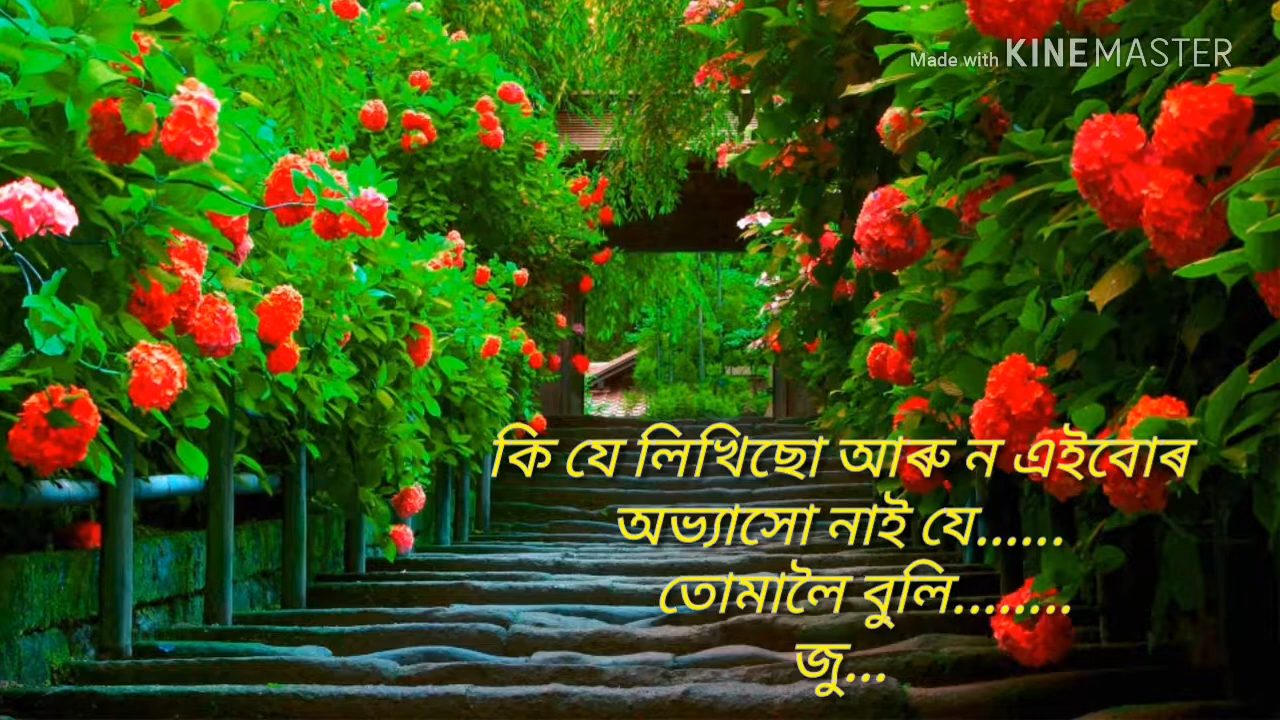 Made with KINEMASTER
কি যে লিখিছো আৰু ন এইবোৰ
অভ্যাসো নাই যে......
তোমালৈ বুলি........
জু...